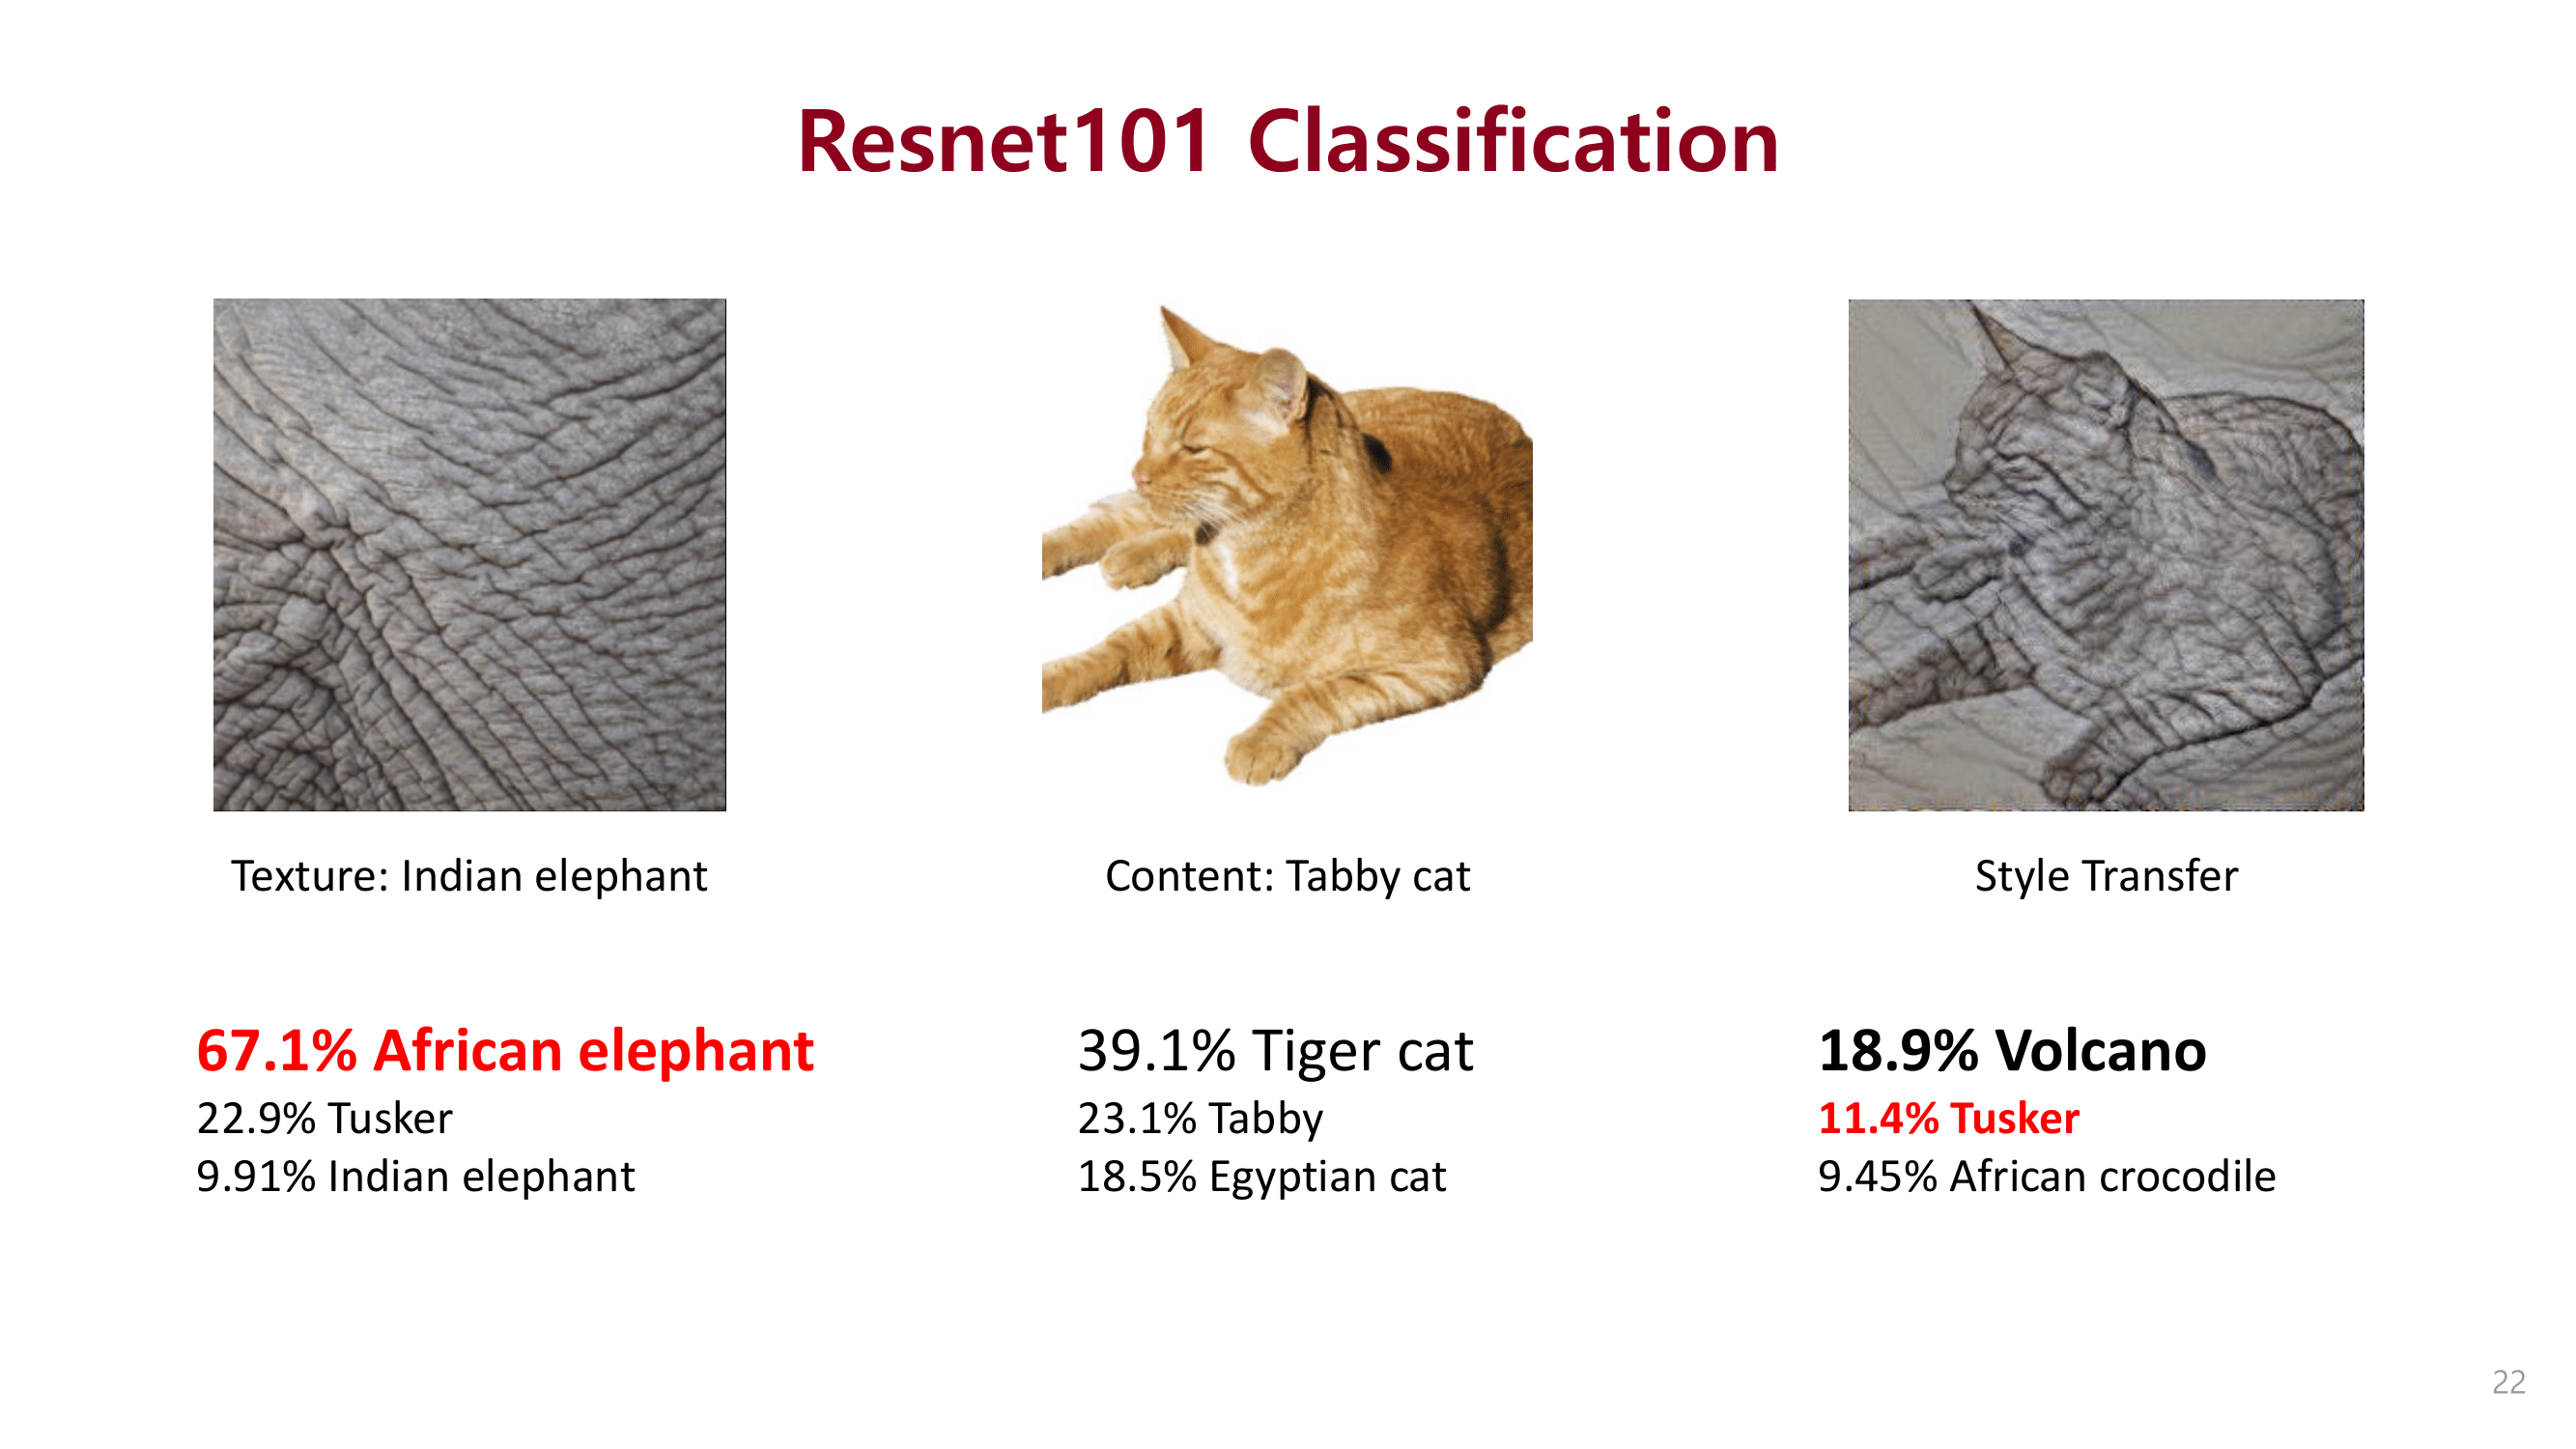 Resnet101 Classification
Texture: Indian elephant
Content: Tabby cat
Style Transfer
67.1% African elephant
22.9% Tusker
9.91% Indian elephant
39.1% Tiger cat
23.1% Tabby
18.5% Egyptian cat
18.9% Volcano
11.4% Tusker
9.45% African crocodile
22